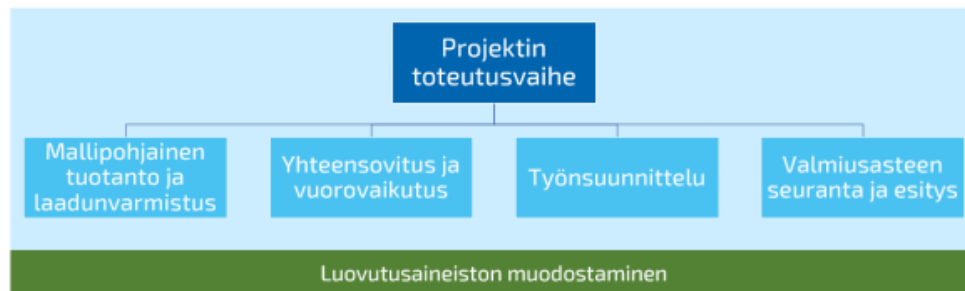 Projektin
toteutusvaihe
Mallipohjainen
tuotanto ja
laadunvarmistus
Yhteensovitus ja
vuorovaikutus
Työnsuunnittelu
Valmiusasteen
seuranta ja esitys
Luovutusaineiston muodostaminen